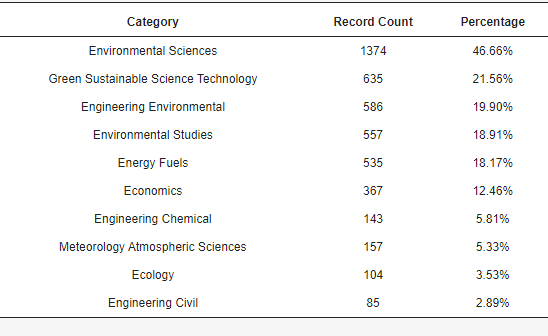 Category Record Count Percentage
Environmental Sciences 1374 46.66%
Green Sustainable Science Technology 635 21.56%
Engineering Environmental 586 19.90%
Environmental Studies 557 18.91%
Energy Fuels 535 18.17%
Economics 367 12.46%
Engineering Chemical 143 5.81%
Meteorology Atmospheric Sciences 157 5.33%
Ecology 104 3.53%
Engineering Civil 85 2.89%